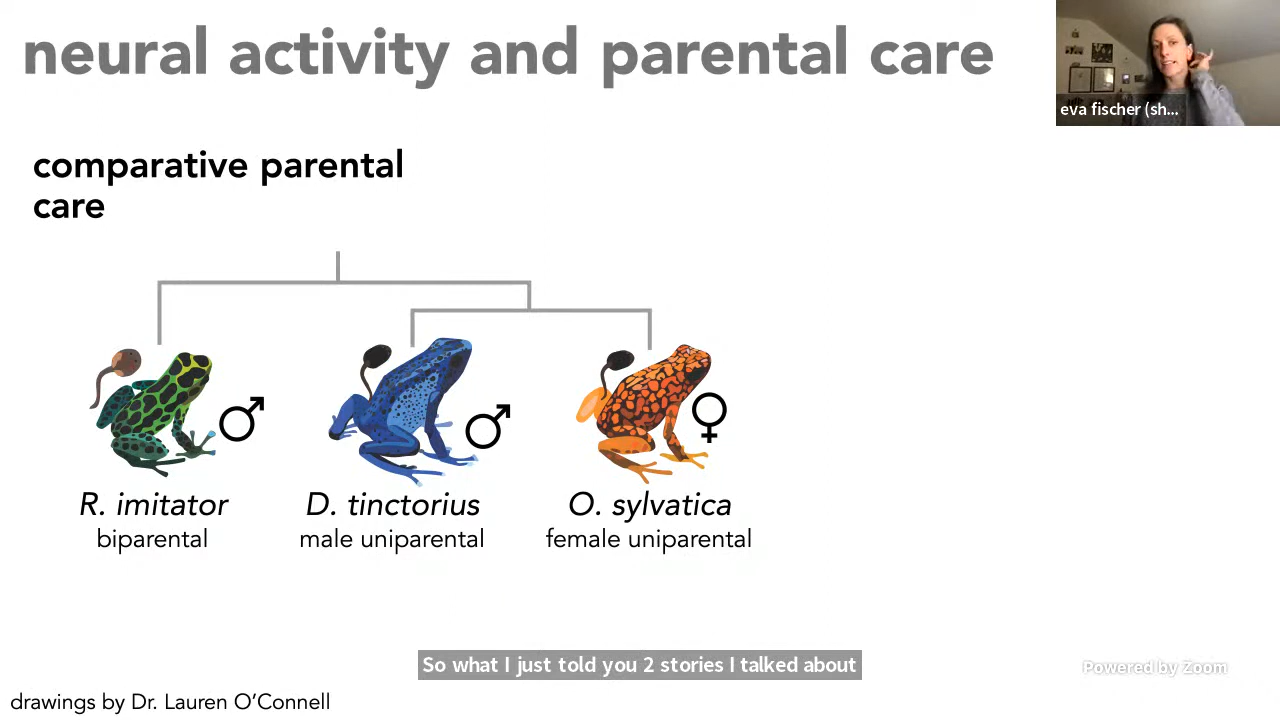 neural activity and parental care
eva fischer (sh...
comparative parental
care
♂
♂
♀
R. imitator
D. tinctorius
O. sylvatica
biparental
male uniparental
female uniparental
So what I just told you 2 stories I talked about
Powered by Zoom
drawings by Dr. Lauren O'Connell